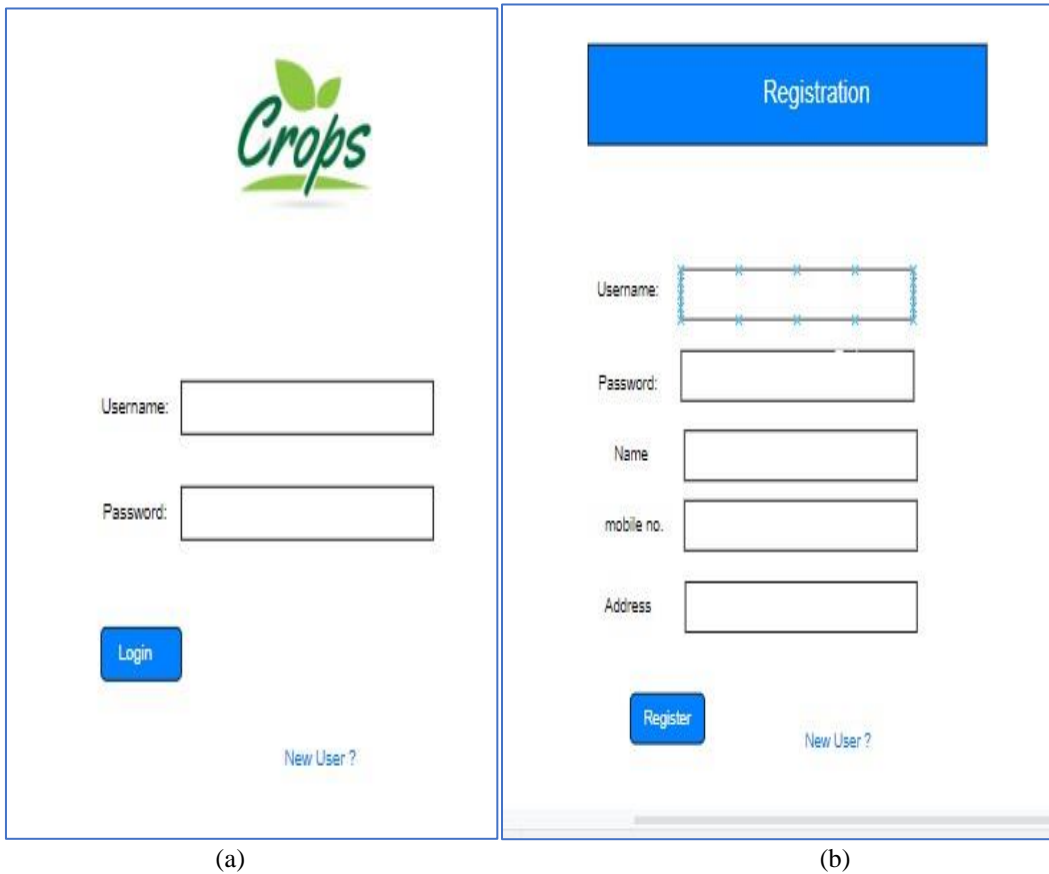 Crops
Username:
Password:
Login
New User ?
(a)
Registration
Username:
Password:
Name
mobile no.
Address
Register
New User ?
(b)